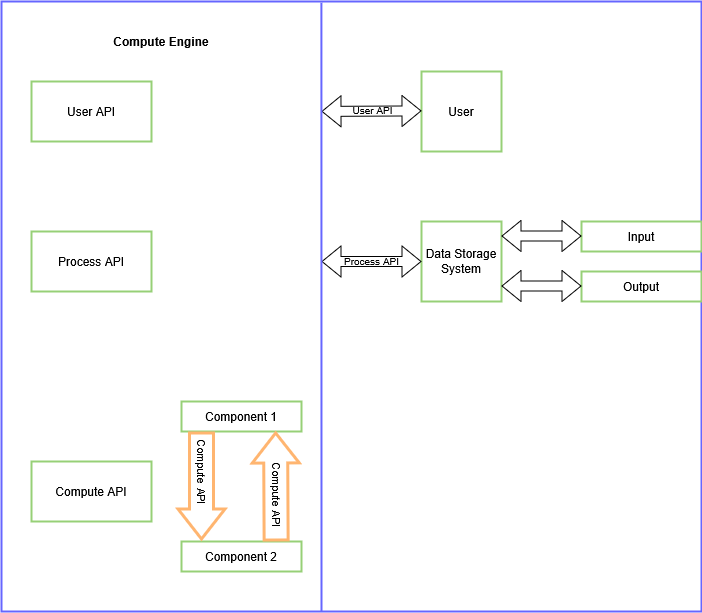 Compute Engine
User API
User API
User
Process API
Process API
Data Storage
System
Input
Output
Component 1
Compute API
Compute API
Compute API
Component 2